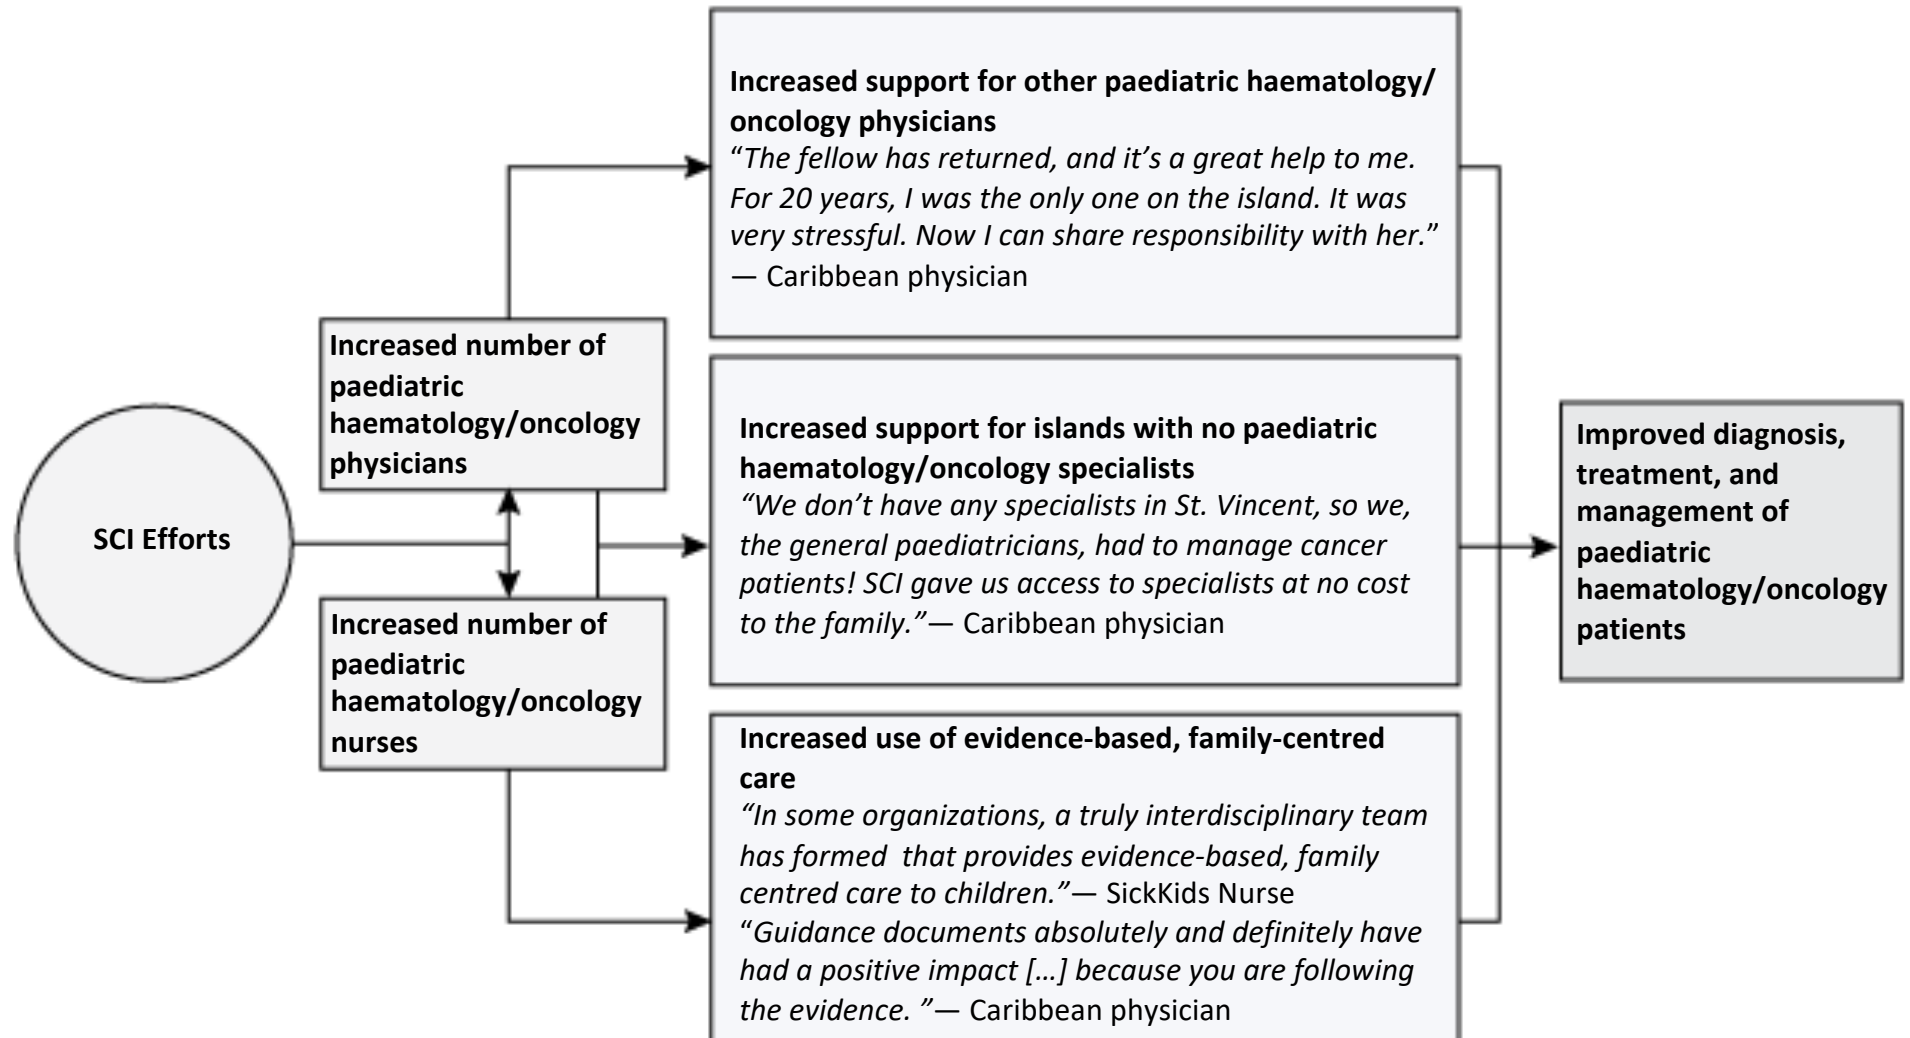 SCI Efforts
Increased number of
paediatric
haematology/oncology
physicians
Increased number of
paediatric
haematology/oncology
nurses
Increased support for other paediatric haematology/
oncology physicians
“The fellow has returned, and it’s a great help to me.
For 20 years, I was the only one on the island. It was
very stressful. Now I can share responsibility with her.”
— Caribbean physician
Increased support for islands with no paediatric
haematology/oncology specialists
“We don’t have any specialists in St. Vincent, so we,
the general paediatricians, had to manage cancer
patients! SCI gave us access to specialists at no cost
to the family.”— Caribbean physician
Increased use of evidence-based, family-centred
care
“In some organizations, a truly interdisciplinary team
has formed  that provides evidence-based, family
centred care to children.”— SickKids Nurse
“Guidance documents absolutely and definitely have
had a positive impact […] because you are following
the evidence. ”— Caribbean physician
Improved diagnosis,
treatment, and
management of
paediatric
haematology/oncology
patients